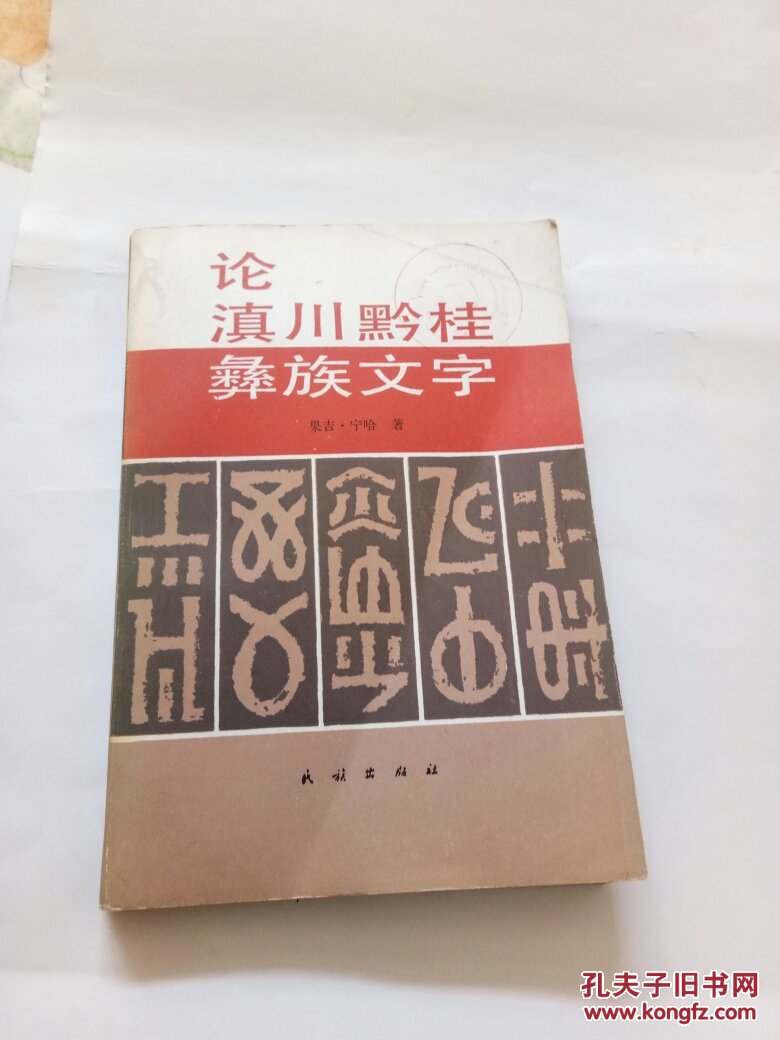 论
滇川黔桂
彝族文字
果吉·宁哈 著
民族出版社
孔夫子旧书网
www.kongfz.com